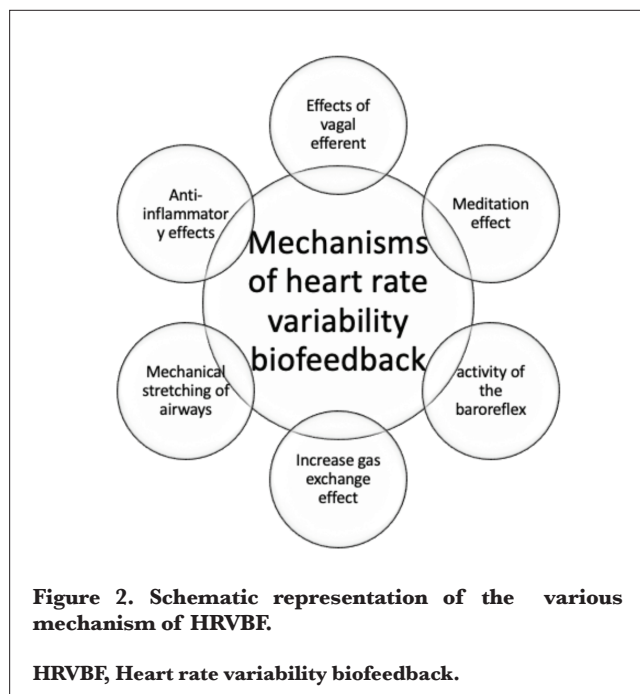 Effects of
vagal
efferent
Anti-
inflammator
y effects
Meditation
effect
Mechanisms
of heart rate
variability
biofeedback
Mechanical
stretching of
airways
activity of
the
baroreflex
Increase gas
exchange
effect
Figure 2. Schematic representation of the various
mechanism of HRVBF.
HRVBF, Heart rate variability biofeedback.